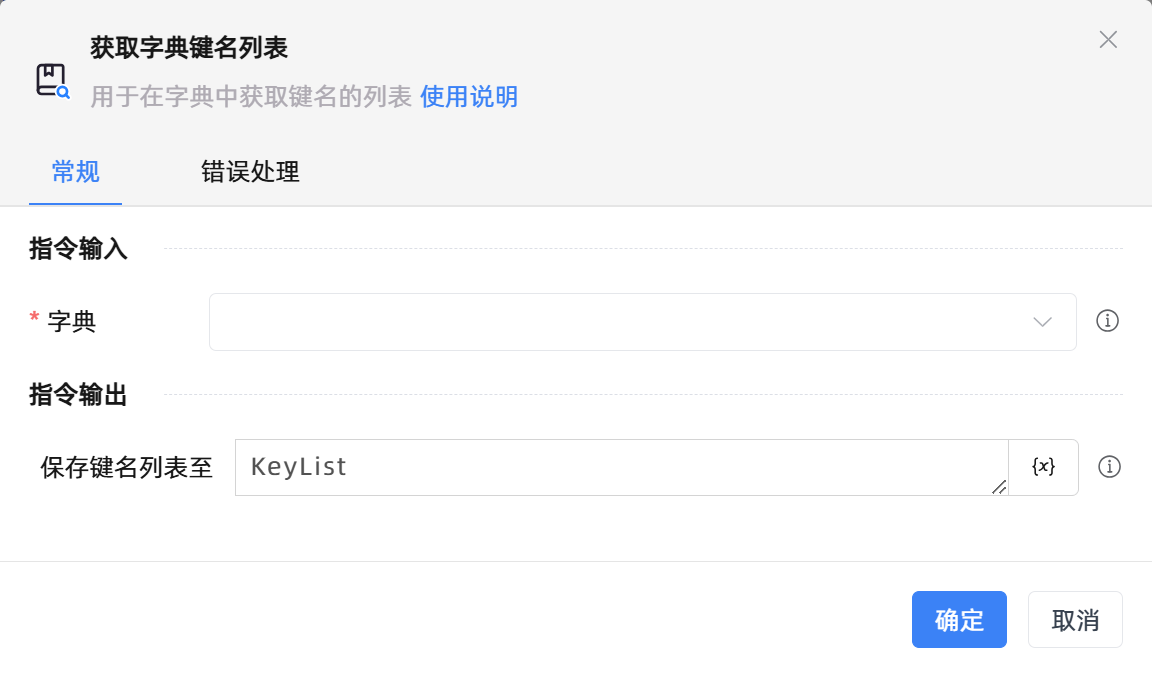 获取字典键名列表
用于在字典中获取键名的列表 使用说明
常规 错误处理
指令输入
* 字典
指令输出
保存键名列表至 KeyList {x}
确定 取消